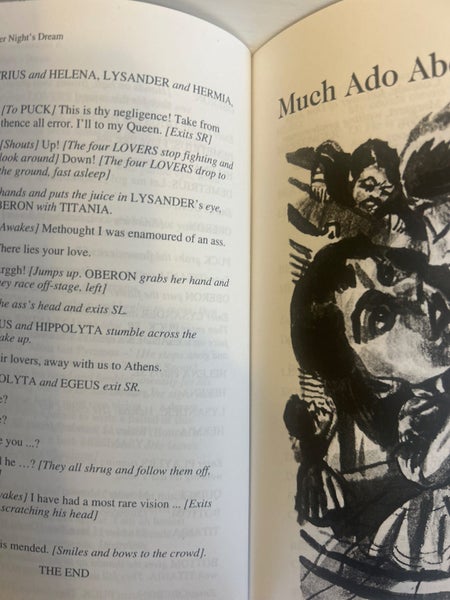 er Night's Dream
TRIUS and HELENA, LYSANDER and HERMIA,
[To PUCK] This is thy negligence! Take from
thence all error. I'll to my Queen. [Exits SR]
[Shouts] Up! [The four LOVERS stop fighting and
look around] Down! [The four LOVERS drop to
the ground, fast asleep]
hands and puts the juice in LYSANDER's eye,
BERON with TITANIA.
Awakes] Methought I was enamoured of an ass.
There lies your love.
rrggh! [Jumps up. OBERON grabs her hand and
ey race off-stage, left]
he ass's head and exits SL.
US and HIPPOLYTA stumble across the
ake up.
ir lovers, away with us to Athens.
OLYTA and EGEUS exit SR.
e?
e?
e you ...?
d he …? [They all shrug and follow them off,
wakes] I have had a most rare vision ... [Exits
scratching his head]
is mended. [Smiles and bows to the crowd].
THE END
Much Ado Abo